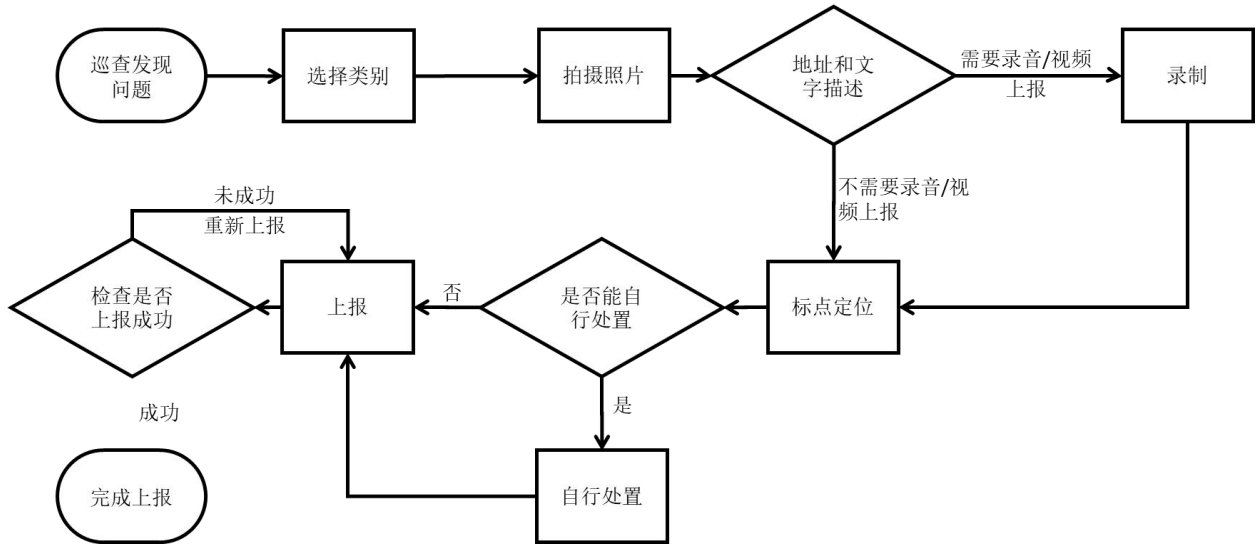 巡查发现
问题
选择类别
拍摄照片
地址和文
字描述
需要录音/视频
上报
录制
不需要录音/视
频上报
未成功
重新上报
检查是否
上报成功
上报
否
是否能自
行处置
标点定位
成功
是
完成上报
自行处置